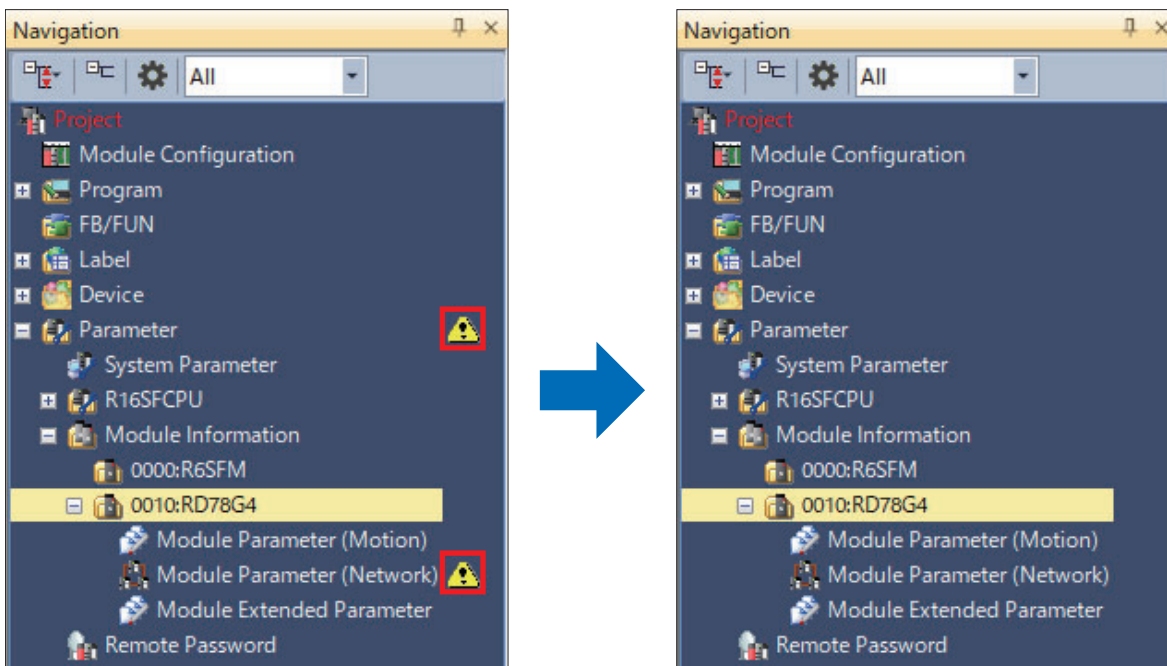 Navigation
All
Project
Module Configuration
Program
FB/FUN
Label
Device
Parameter
System Parameter
R16SFCPU
Module Information
0000:R6SFM
0010:RD78G4
Module Parameter (Motion)
Module Parameter (Network)
Module Extended Parameter
Remote Password
Navigation
All
Project
Module Configuration
Program
FB/FUN
Label
Device
Parameter
System Parameter
R16SFCPU
Module Information
0000:R6SFM
0010:RD78G4
Module Parameter (Motion)
Module Parameter (Network)
Module Extended Parameter
Remote Password